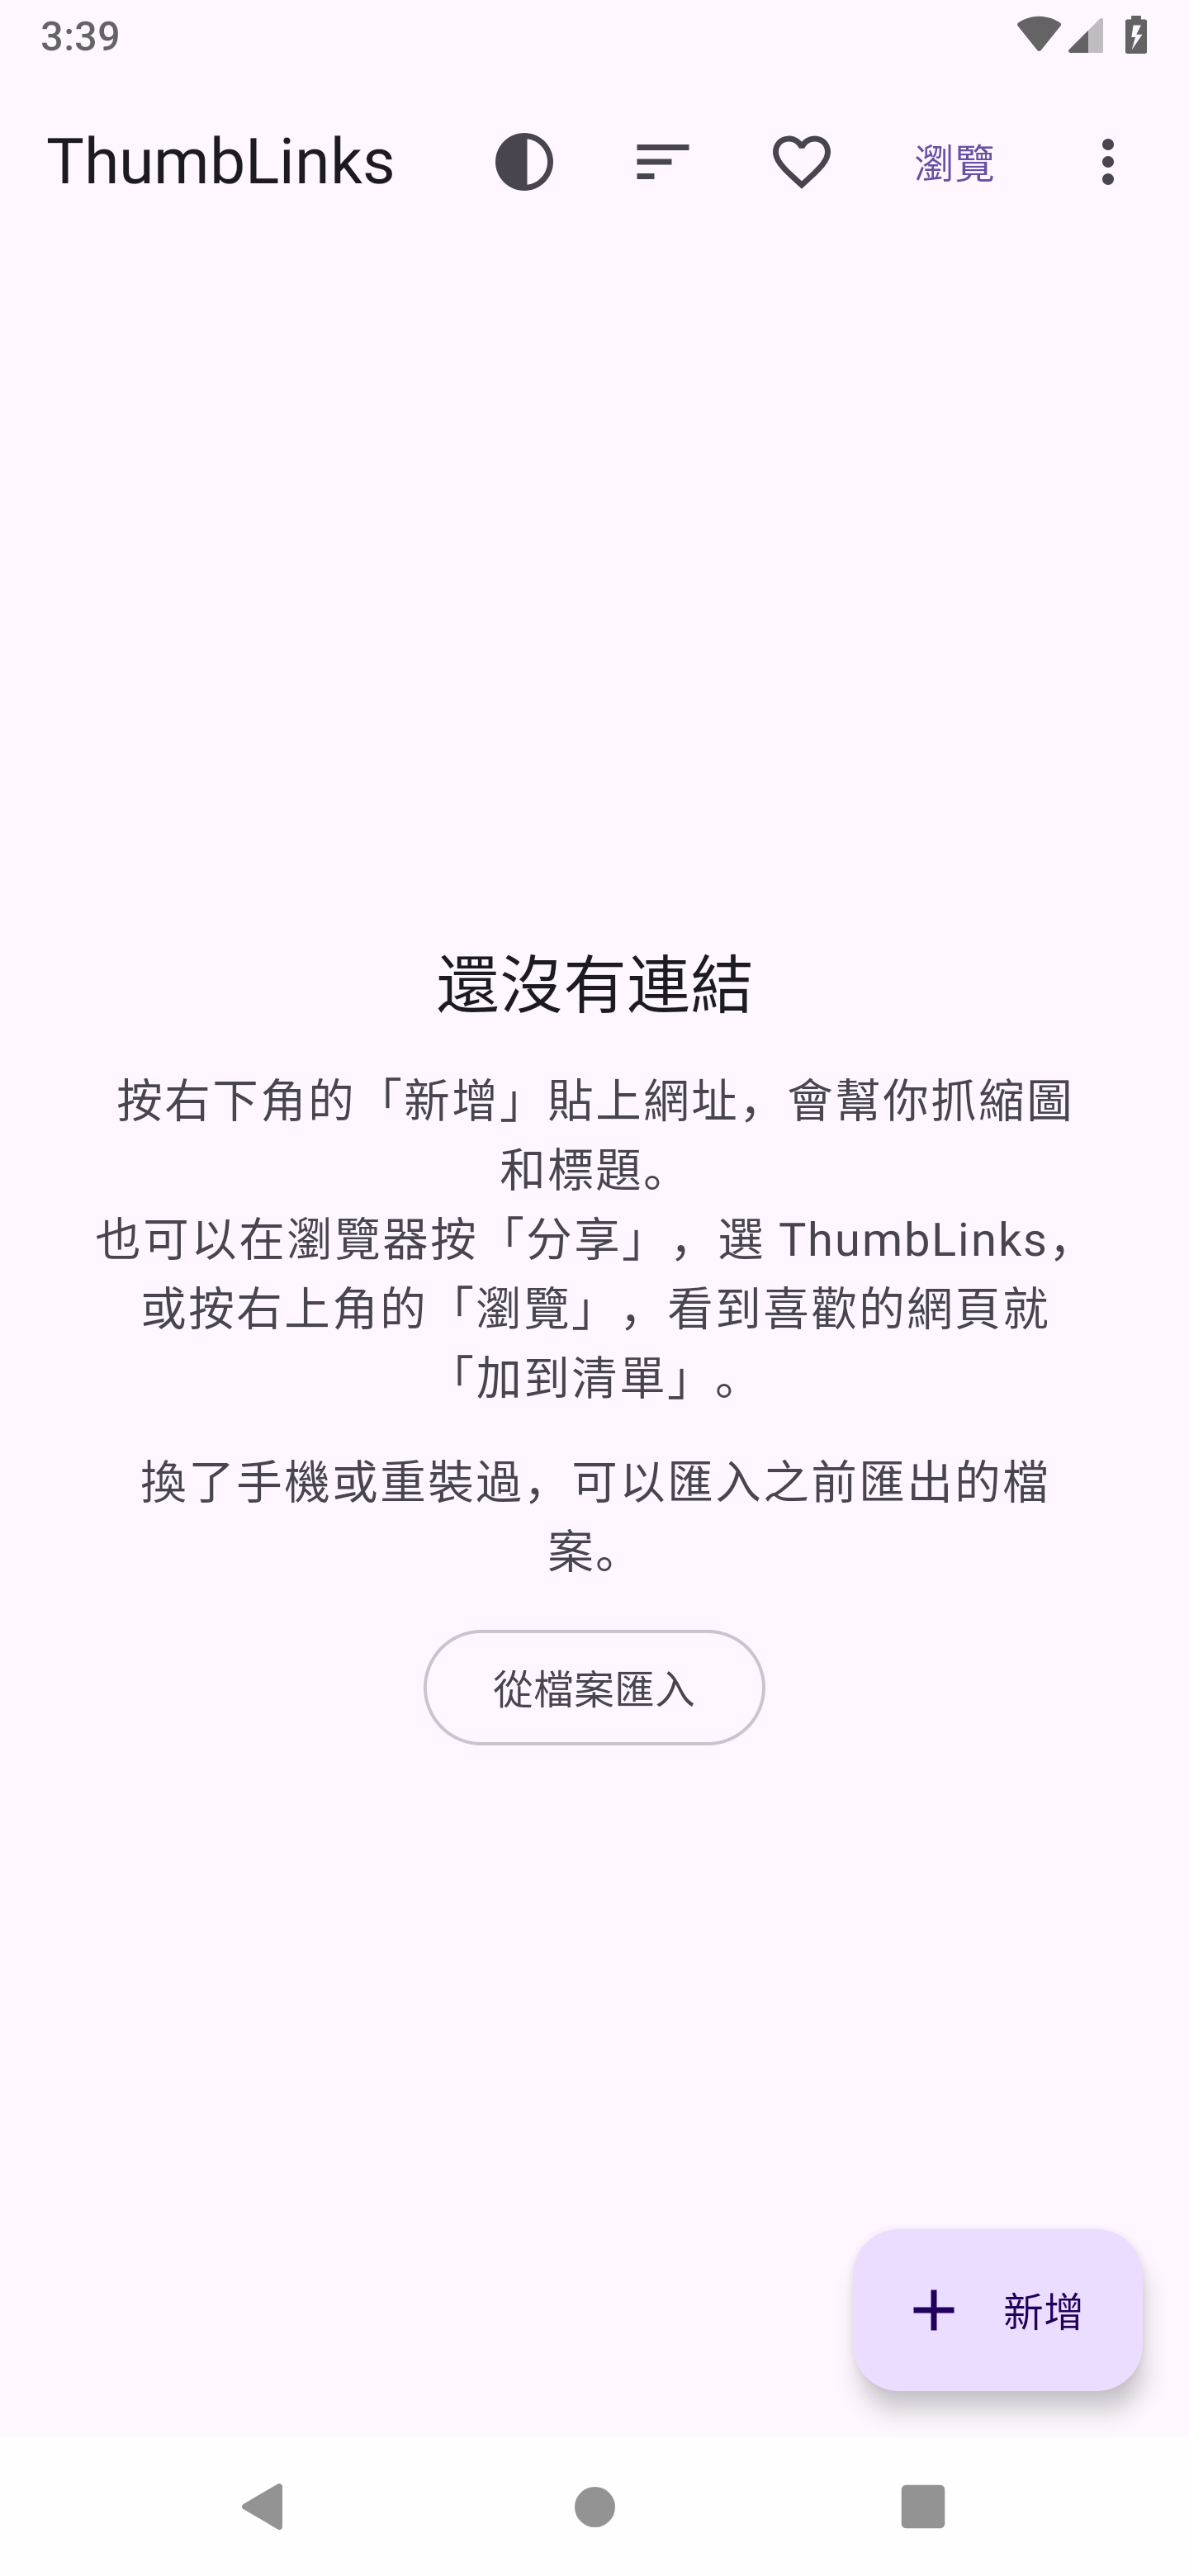 3:39
ThumbLinks
瀏覽
還沒有連結
按右下角的「新增」貼上網址，會幫你抓縮圖
和標題。
也可以在瀏覽器按「分享」，選 ThumbLinks，
或按右上角的「瀏覽」，看到喜歡的網頁就
「加到清單」。
換了手機或重裝過，可以匯入之前匯出的檔
案。
從檔案匯入
新增